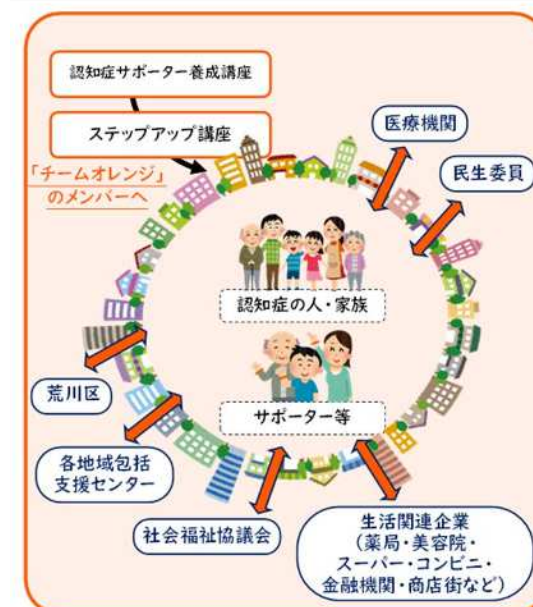 認知症サポーター養成講座
ステップアップ講座
「チームオレンジ」
のメンバーへ
医療機関
民生委員
認知症の人・家族
サポーター等
荒川区
各地域包括
支援センター
社会福祉協議会
生活関連企業
(薬局・美容院・
スーパー・コンビニ・
金融機関・商店街など)